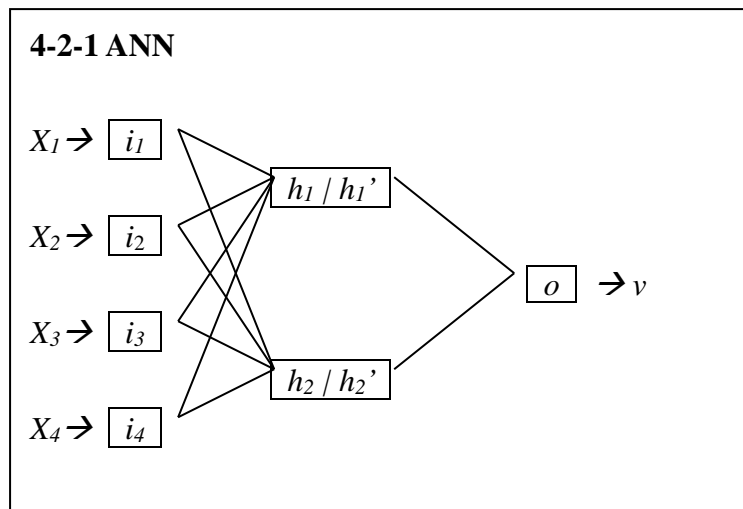 4-2-1 ANN
X1→ i1
h1 / h1’
X2→ i2
o → v
X3→ i3
h2 / h2’
X4→ i4